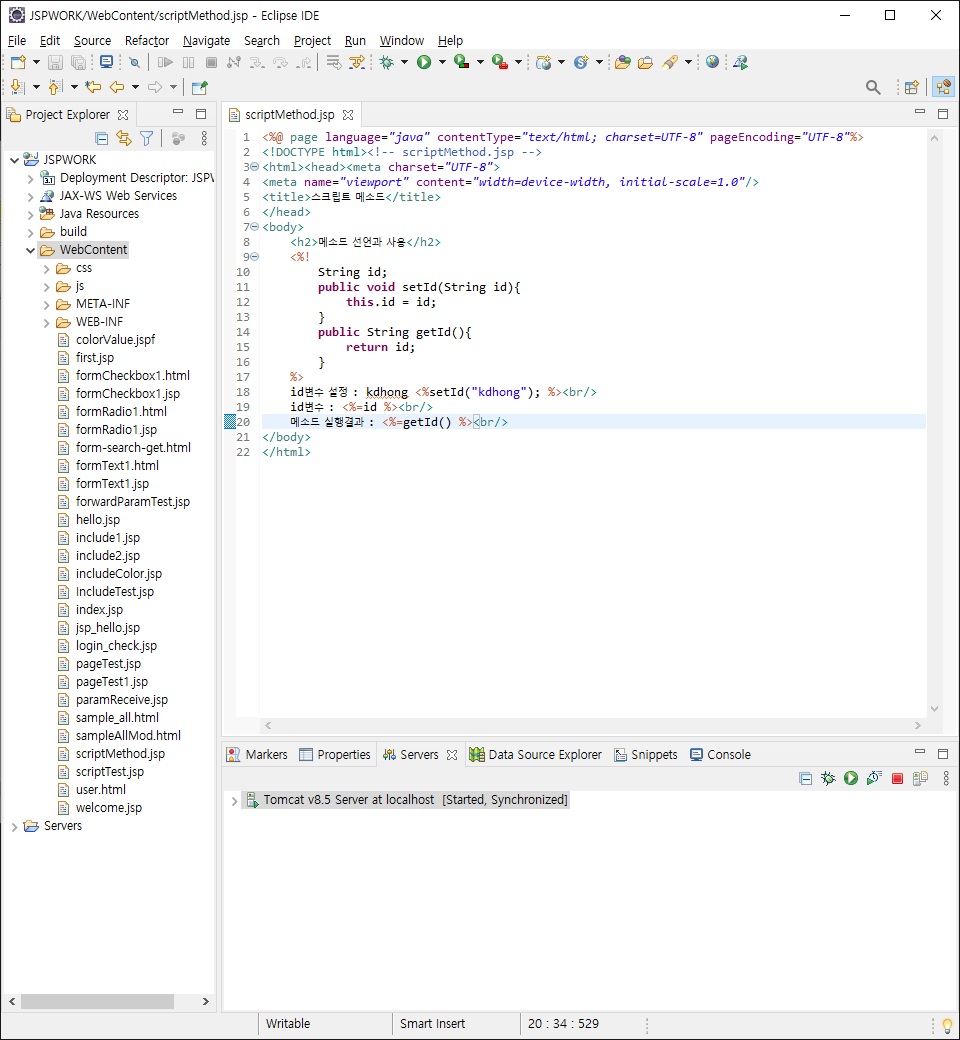 JSPWORK/WebContent/scriptMethod.jsp - Eclipse IDE
File Edit Source Refactor Navigate Search Project Run Window Help
Project Explorer
JSPWORK
Deployment Descriptor: JSPW
JAX-WS Web Services
Java Resources
build
WebContent
css
js
META-INF
WEB-INF
colorValue.jspf
first.jsp
formCheckbox1.html
formCheckbox1.jsp
formRadio1.html
formRadio1.jsp
form-search-get.html
formText1.html
formText1.jsp
forwardParamTest.jsp
hello.jsp
include1.jsp
include2.jsp
includeColor.jsp
IncludeTest.jsp
index.jsp
jsp_hello.jsp
login_check.jsp
pageTest.jsp
pageTest1.jsp
paramReceive.jsp
sample_all.html
sampleAllMod.html
scriptMethod.jsp
scriptTest.jsp
user.html
welcome.jsp
Servers
scriptMethod.jsp
1 <%@ page language="java" contentType="text/html; charset=UTF-8" pageEncoding="UTF-8"%>
2 <!DOCTYPE html><!-- scriptMethod.jsp -->
3 <html><head><meta charset="UTF-8">
4 <meta name="viewport" content="width=device-width, initial-scale=1.0"/>
5 <title>스크립트 메소드</title>
6 </head>
7 <body>
8 <h2>메소드 선언과 사용</h2>
9 <%!
10 String id;
11 public void setId(String id){
12 this.id = id;
13 }
14 public String getId(){
15 return id;
16 }
17 %>
18 id변수 설정 : kdhong <%setId("kdhong"); %><br/>
19 id변수 : <%=id %><br/>
20 메소드 실행결과 : <%=getId() %><br/>
21 </body>
22 </html>
Markers Properties Servers Data Source Explorer Snippets Console
Tomcat v8.5 Server at localhost [Started, Synchronized]
Writable Smart Insert 20 : 34 : 529